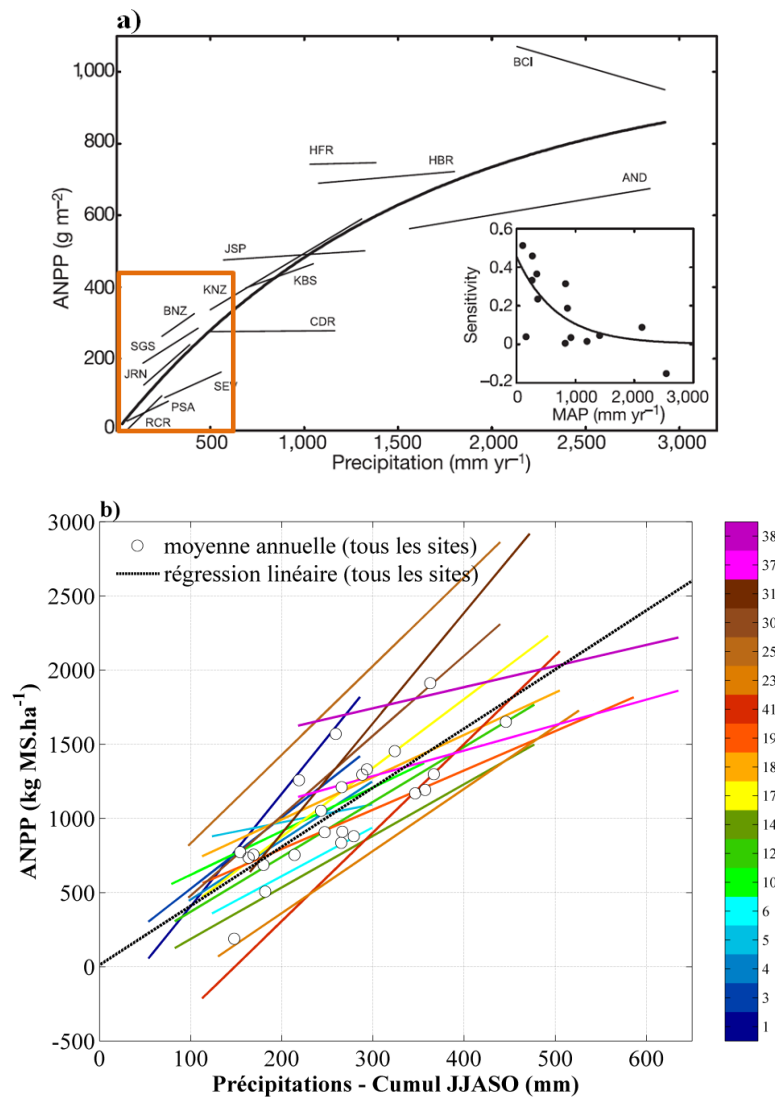 a)
1,000
800
600
400
200
0
ANPP (g m–2)
BCI
HFR
HBR
AND
JSP
KBS
KNZ
BNZ
CDR
SGS
JRN
SEV
PSA
RCR
500
1,000
1,500
2,000
2,500
3,000
Precipitation (mm yr–1)
0.6
0.4
0.2
0
–0.2
Sensitivity
0
1,000
2,000
3,000
MAP (mm yr–1)
b)
3000
2500
2000
1500
1000
500
0
-500
ANPP (kg MS.ha-1)
moyenne annuelle (tous les sites)
régression linéaire (tous les sites)
0
100
200
300
400
500
600
Précipitations - Cumul JJASO (mm)
38
37
31
30
25
23
41
19
18
17
14
12
10
6
5
4
3
1